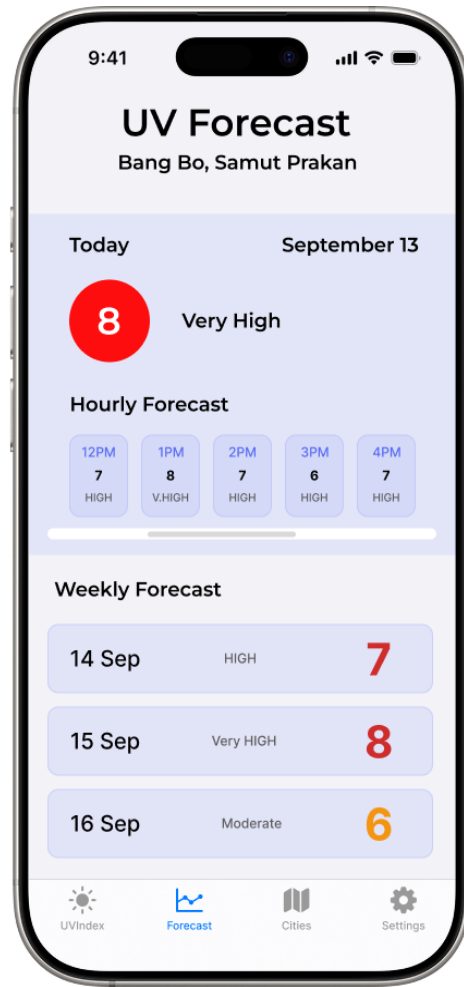 9:41
UV Forecast
Bang Bo, Samut Prakan
Today September 13
8 Very High
Hourly Forecast
12PM 1PM 2PM 3PM 4PM
7 8 7 6 7
HIGH V.HIGH HIGH HIGH HIGH
Weekly Forecast
14 Sep HIGH 7
15 Sep Very HIGH 8
16 Sep Moderate 6
UVIndex Forecast Cities Settings